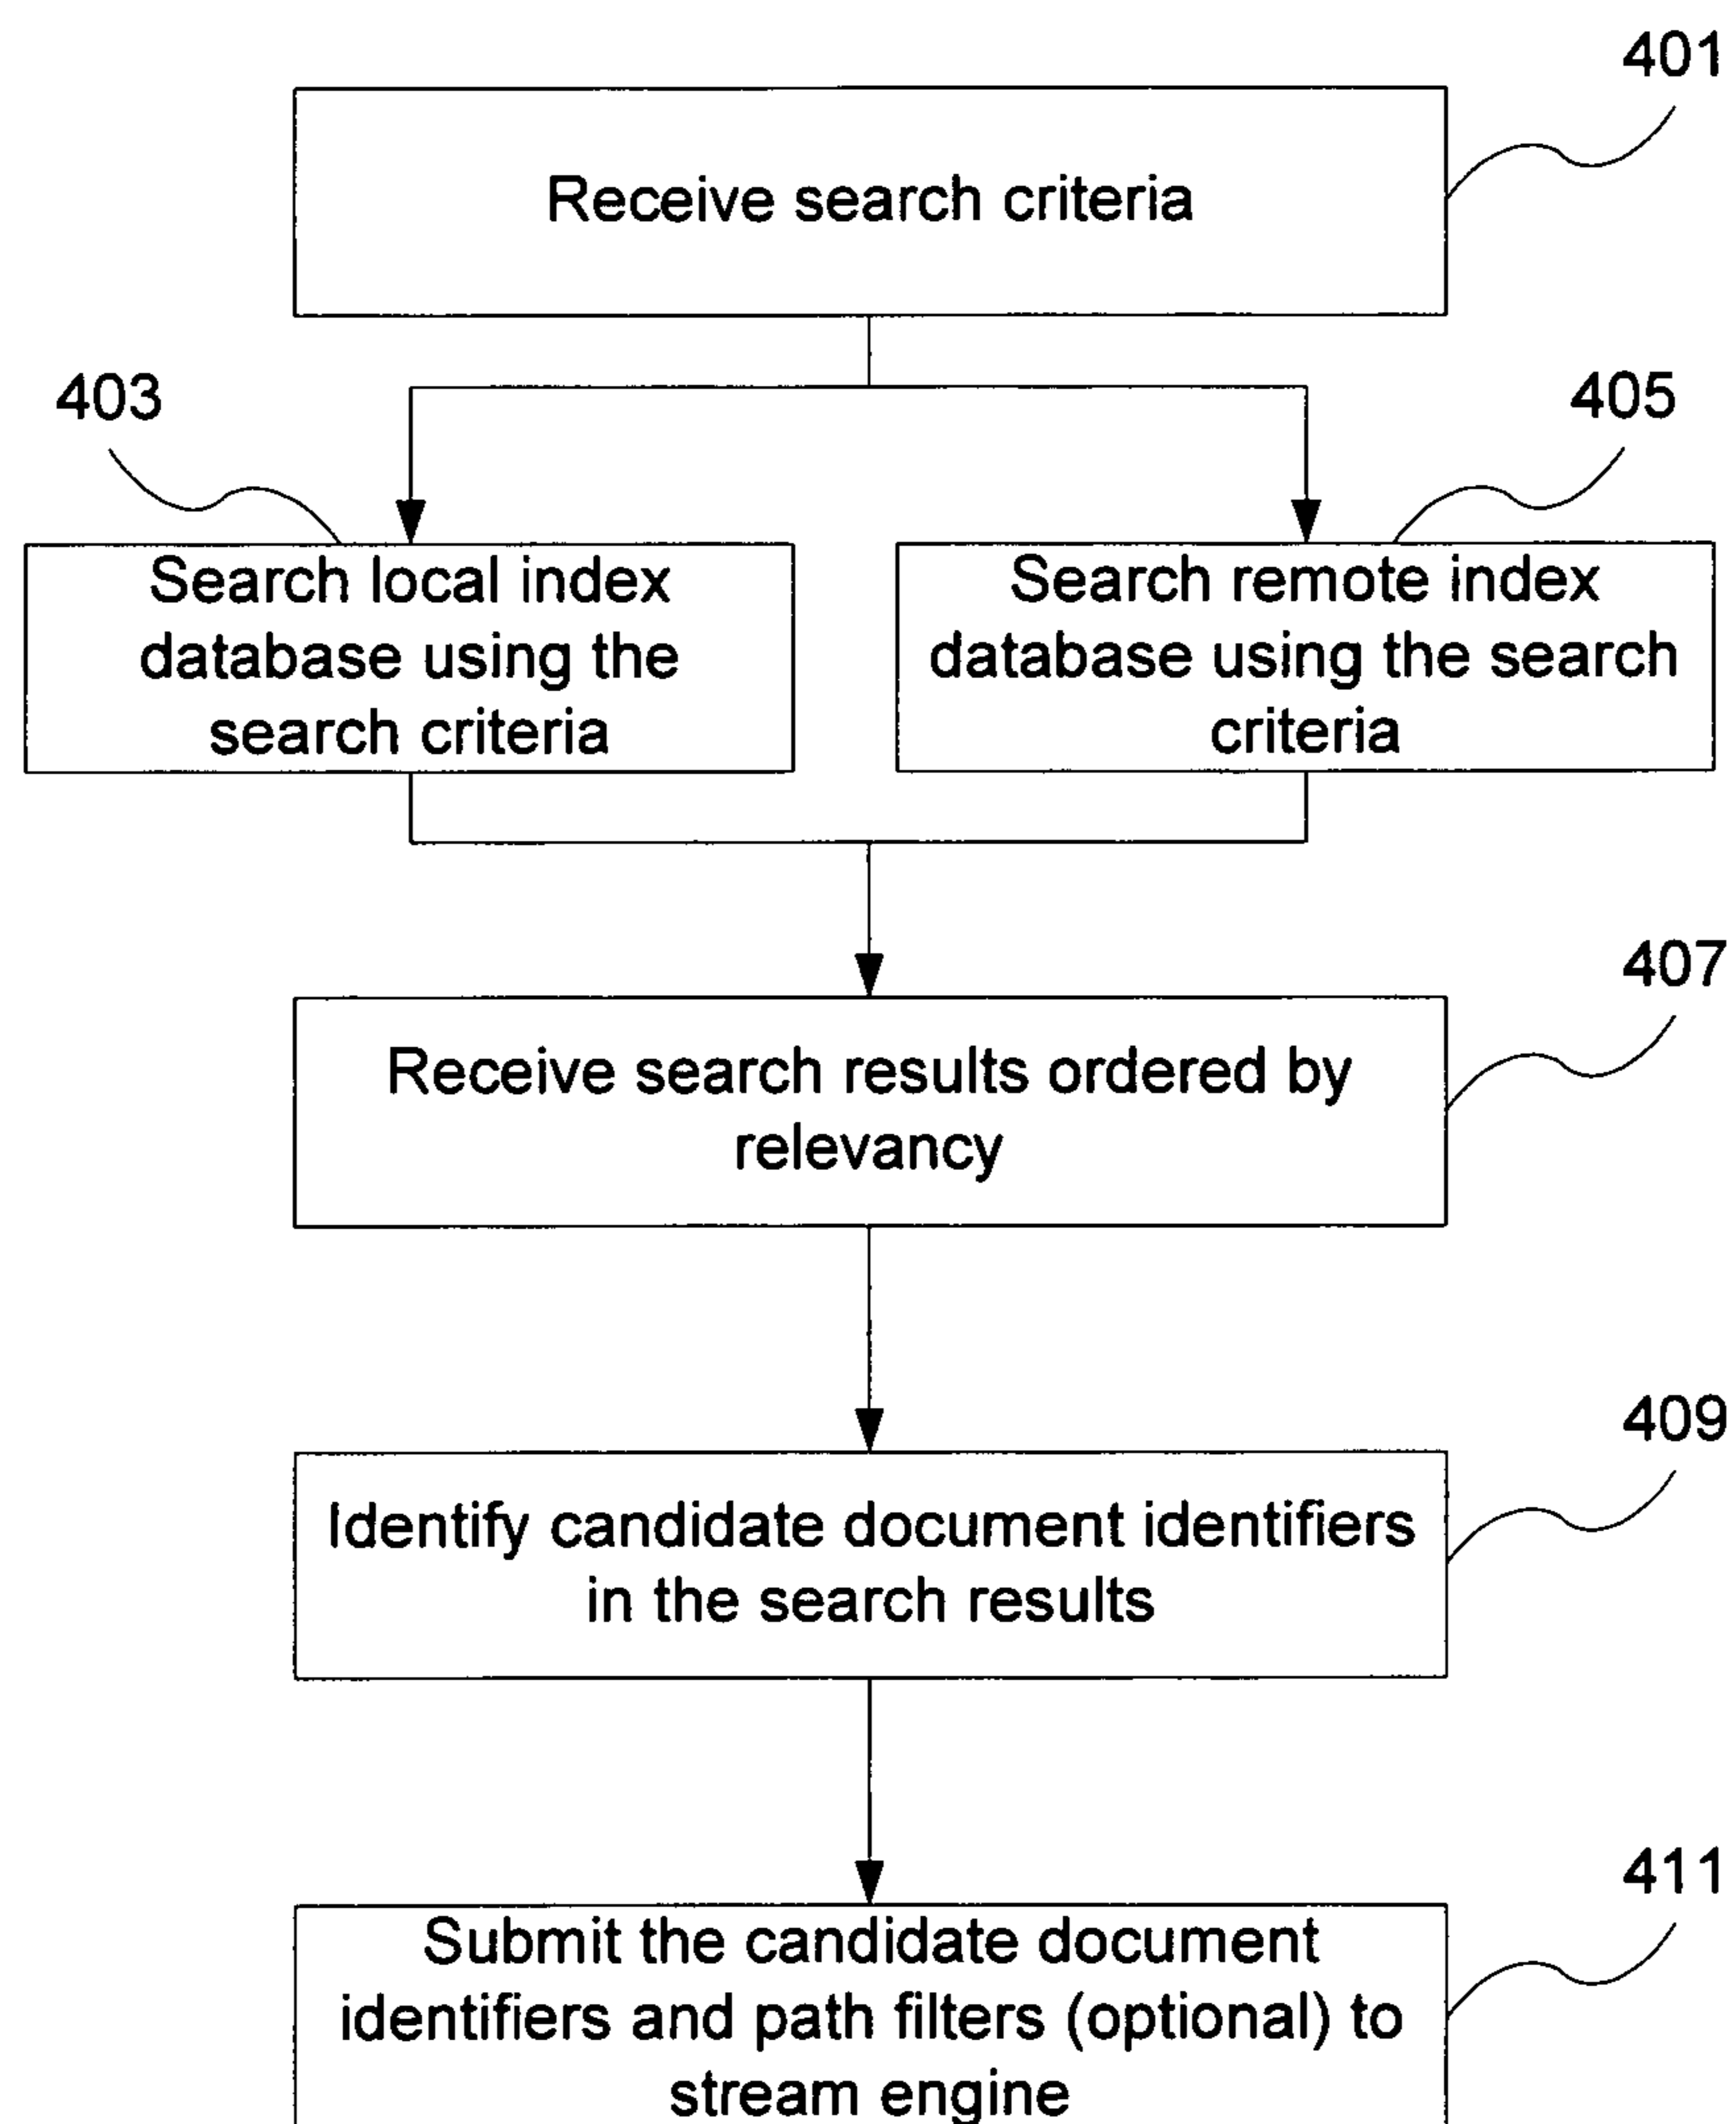 401
Receive search criteria
403
405
Search local index
database using the
search criteria
Search remote index
database using the search
criteria
407
Receive search results ordered by
relevancy
409
Identify candidate document identifiers
in the search results
411
Submit the candidate document
identifiers and path filters (optional) to
stream engine